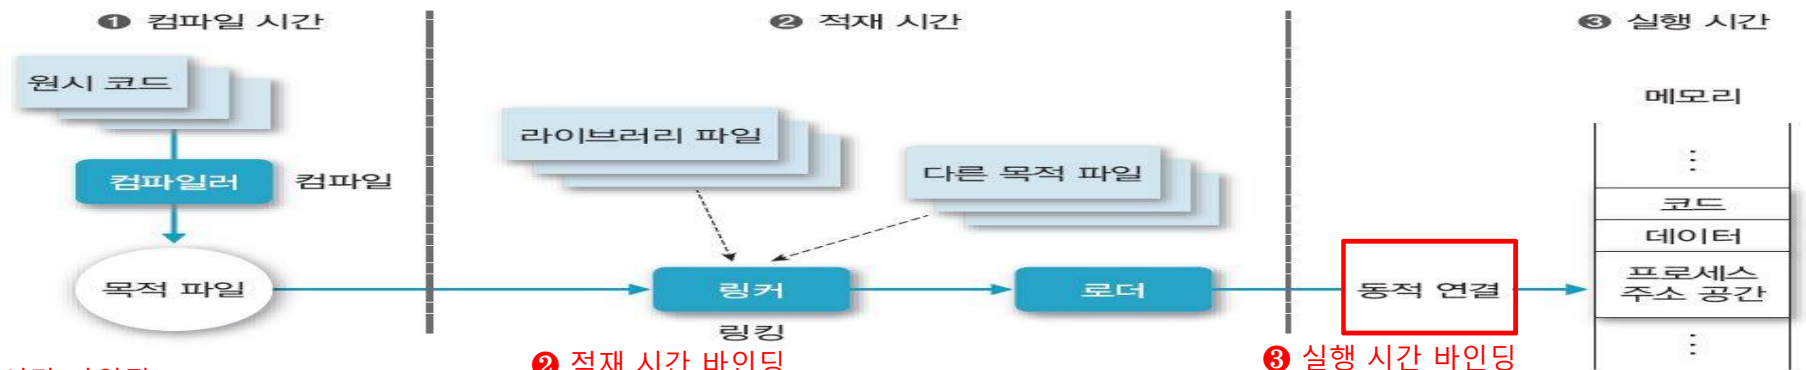 ❶ 컴파일 시간
❷ 적재 시간
❸ 실행 시간
원시 코드
컴파일러
컴파일
목적 파일
라이브러리 파일
다른 목적 파일
링커
링킹
로더
동적 연결
메모리
⋮
코드
데이터
프로세스
주소 공간
⋮
❷ 적재 시간 바인딩
❸ 실행 시간 바인딩